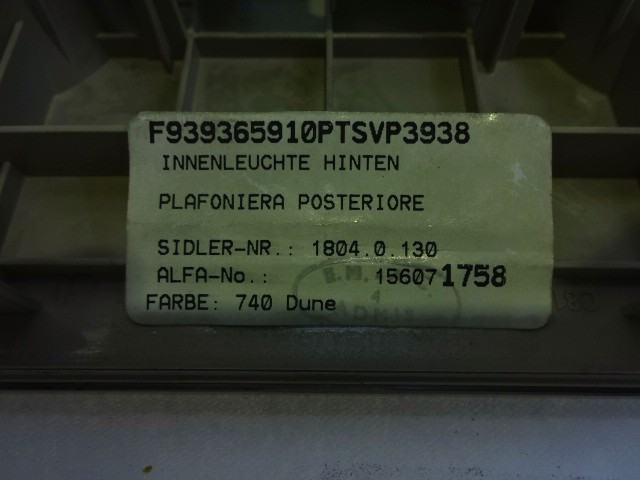 F939365910PTSVP3938
INNENLEUCHTE HINTEN
PLAFONIERA POSTERIORE
SIDLER-NR.: 1804.0.130
ALFA-No.: 156071758
FARBE: 740 Dune